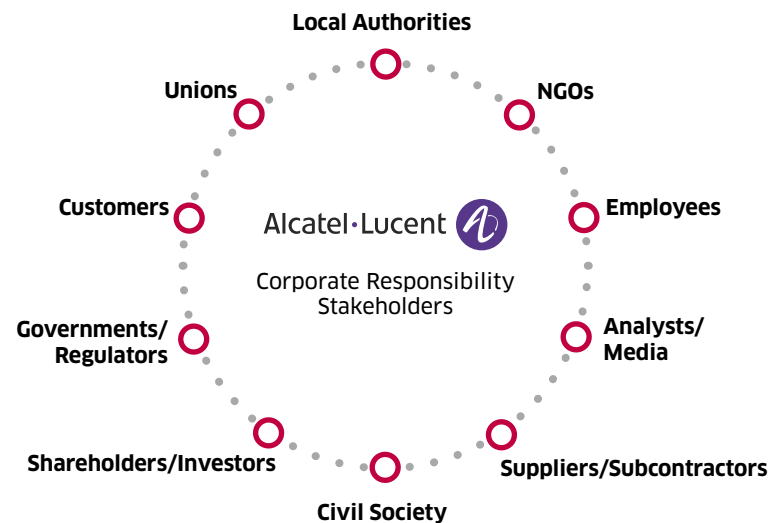 Local Authorities
Unions
NGOs
Customers
Employees
Alcatel·Lucent
Corporate Responsibility
Stakeholders
Governments/
Regulators
Analysts/
Media
Shareholders/Investors
Suppliers/Subcontractors
Civil Society